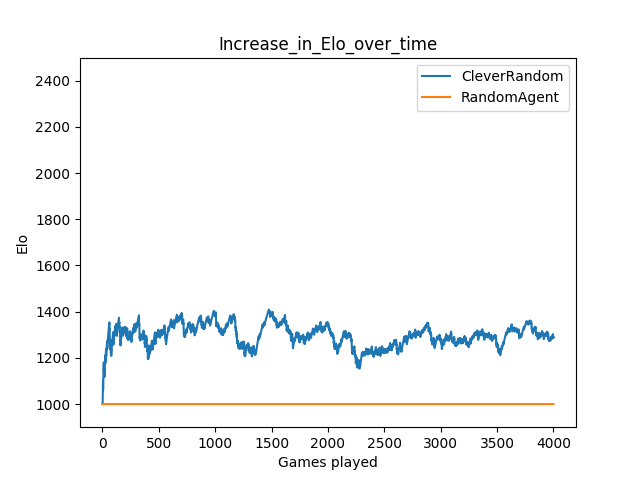 Increase_in_Elo_over_time
CleverRandom
RandomAgent
2400
2200
2000
1800
1600
1400
1200
1000
Elo
0 500 1000 1500 2000 2500 3000 3500 4000
Games played